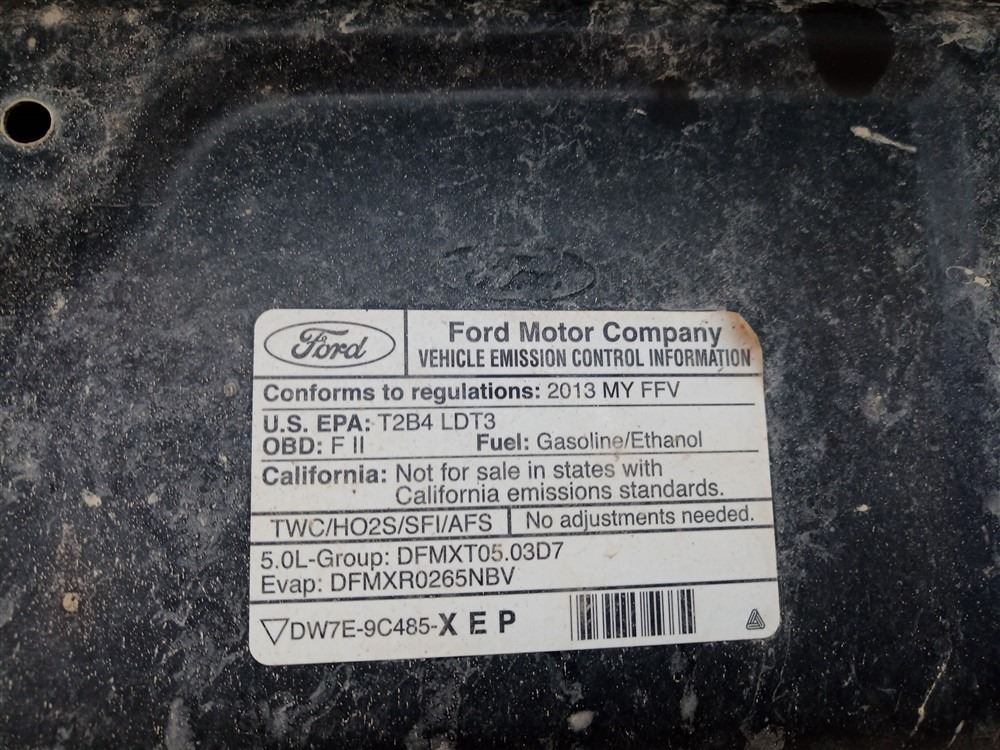 Ford
Ford
Ford Motor Company
VEHICLE EMISSION CONTROL INFORMATION
Conforms to regulations: 2013 MY FFV
U.S. EPA: T2B4 LDT3
OBD: F II Fuel: Gasoline/Ethanol
California: Not for sale in states with
California emissions standards.
TWC/HO2S/SFI/AFS No adjustments needed.
5.0L-Group: DFMXT05.03D7
Evap: DFMXR0265NBV
DW7E-9C485-X E P